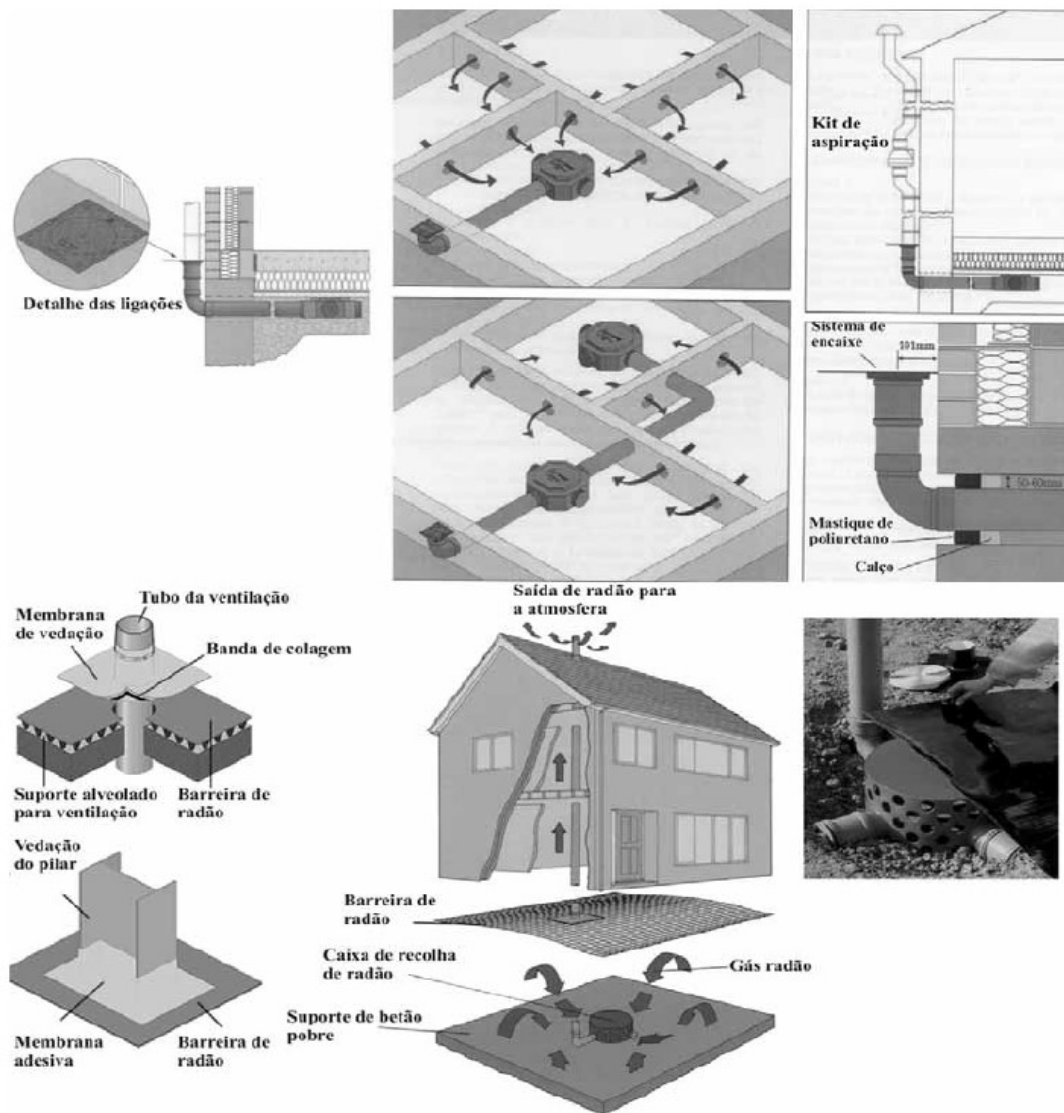 Kit de
aspiração
Detalhe das ligações
Sistema de
encaixe
101mm
50-60mm
Mastique de
poliuretano
Calço
Tubo da ventilação
Membrana
de vedação
Banda de colagem
Suporte alveolado
para ventilação
Barreira de
radão
Vedação
do pilar
Membrana
adesiva
Barreira de
radão
Saída de radão para
a atmosfera
Barreira de
radão
Caixa de recolha
de radão
Gás radão
Suporte de betão
pobre